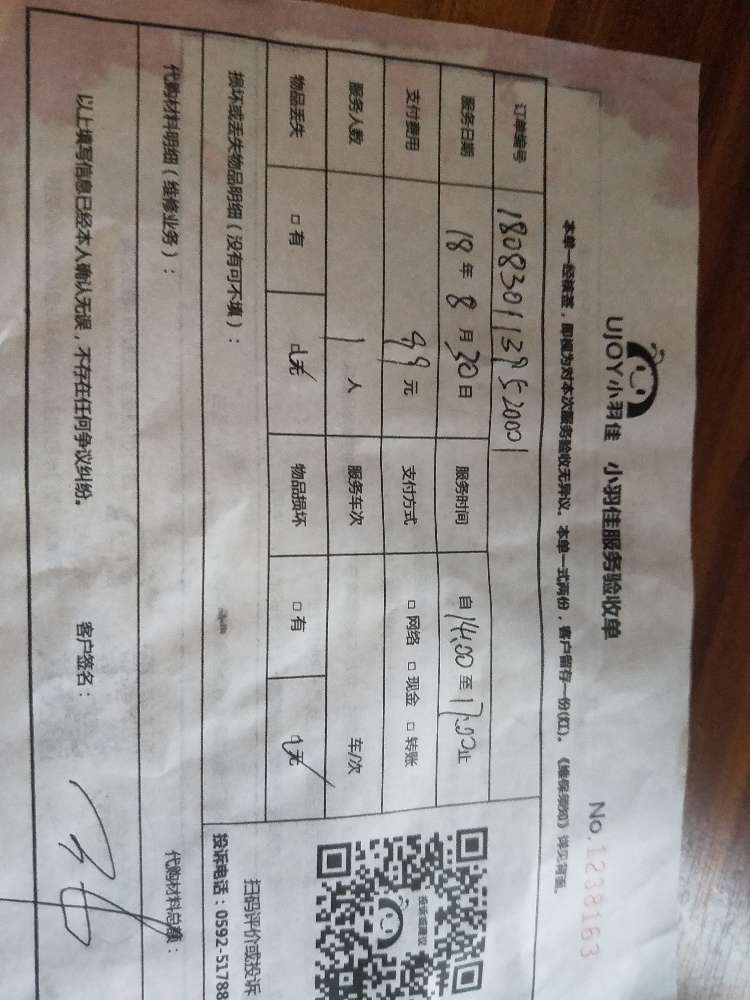 UJOY小羽佳 小羽佳服务验收单
No.1238163
本单一经核签，即视为对本次服务验收无异议。本单一式两份，客户留存一份(红)。《维保须知》详见背面。
订单编号 1808301139520001
服务日期 18年8月30日 服务时间 自14:00至17:00止
支付费用 99元 支付方式 □网络 □现金 □转账
服务人数 1人 服务车次 车/次
物品丢失 □有 □无 物品损坏 □有 □无
投诉或建议
损坏或丢失物品明细（没有可不填）：
扫码评价或投诉
投诉电话：0592-51788
代购材料明细（维修业务）： 代购材料总额：
以上填写信息已经本人确认无误，不存在任何争议纠纷。 客户签名：